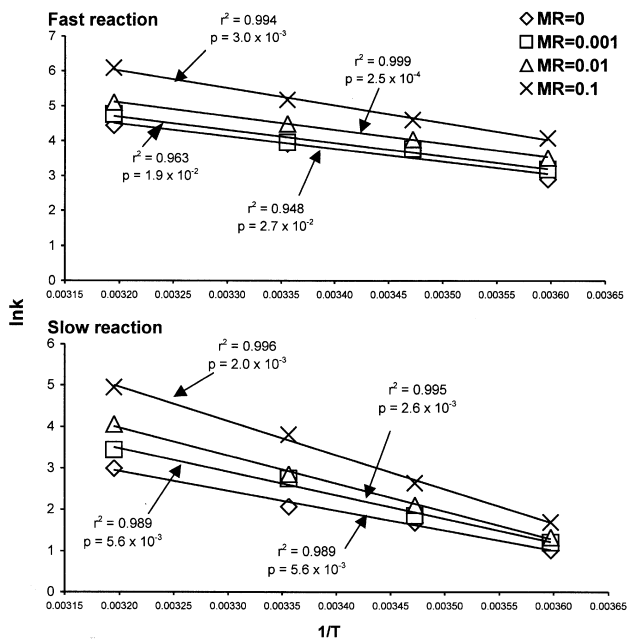 Fast reaction
MR=0
MR=0.001
MR=0.01
MR=0.1
r² = 0.994
p = 3.0 x 10⁻³
r² = 0.999
p = 2.5 x 10⁻⁴
r² = 0.963
p = 1.9 x 10⁻²
r² = 0.948
p = 2.7 x 10⁻²
7
6
5
4
3
2
1
0
0.00315 0.00320 0.00325 0.00330 0.00335 0.00340 0.00345 0.00350 0.00355 0.00360 0.00365
lnk
Slow reaction
r² = 0.996
p = 2.0 x 10⁻³
r² = 0.995
p = 2.6 x 10⁻³
r² = 0.989
p = 5.6 x 10⁻³
r² = 0.989
p = 5.6 x 10⁻³
6
5
4
3
2
1
0
0.00315 0.00320 0.00325 0.00330 0.00335 0.00340 0.00345 0.00350 0.00355 0.00360 0.00365
1/T